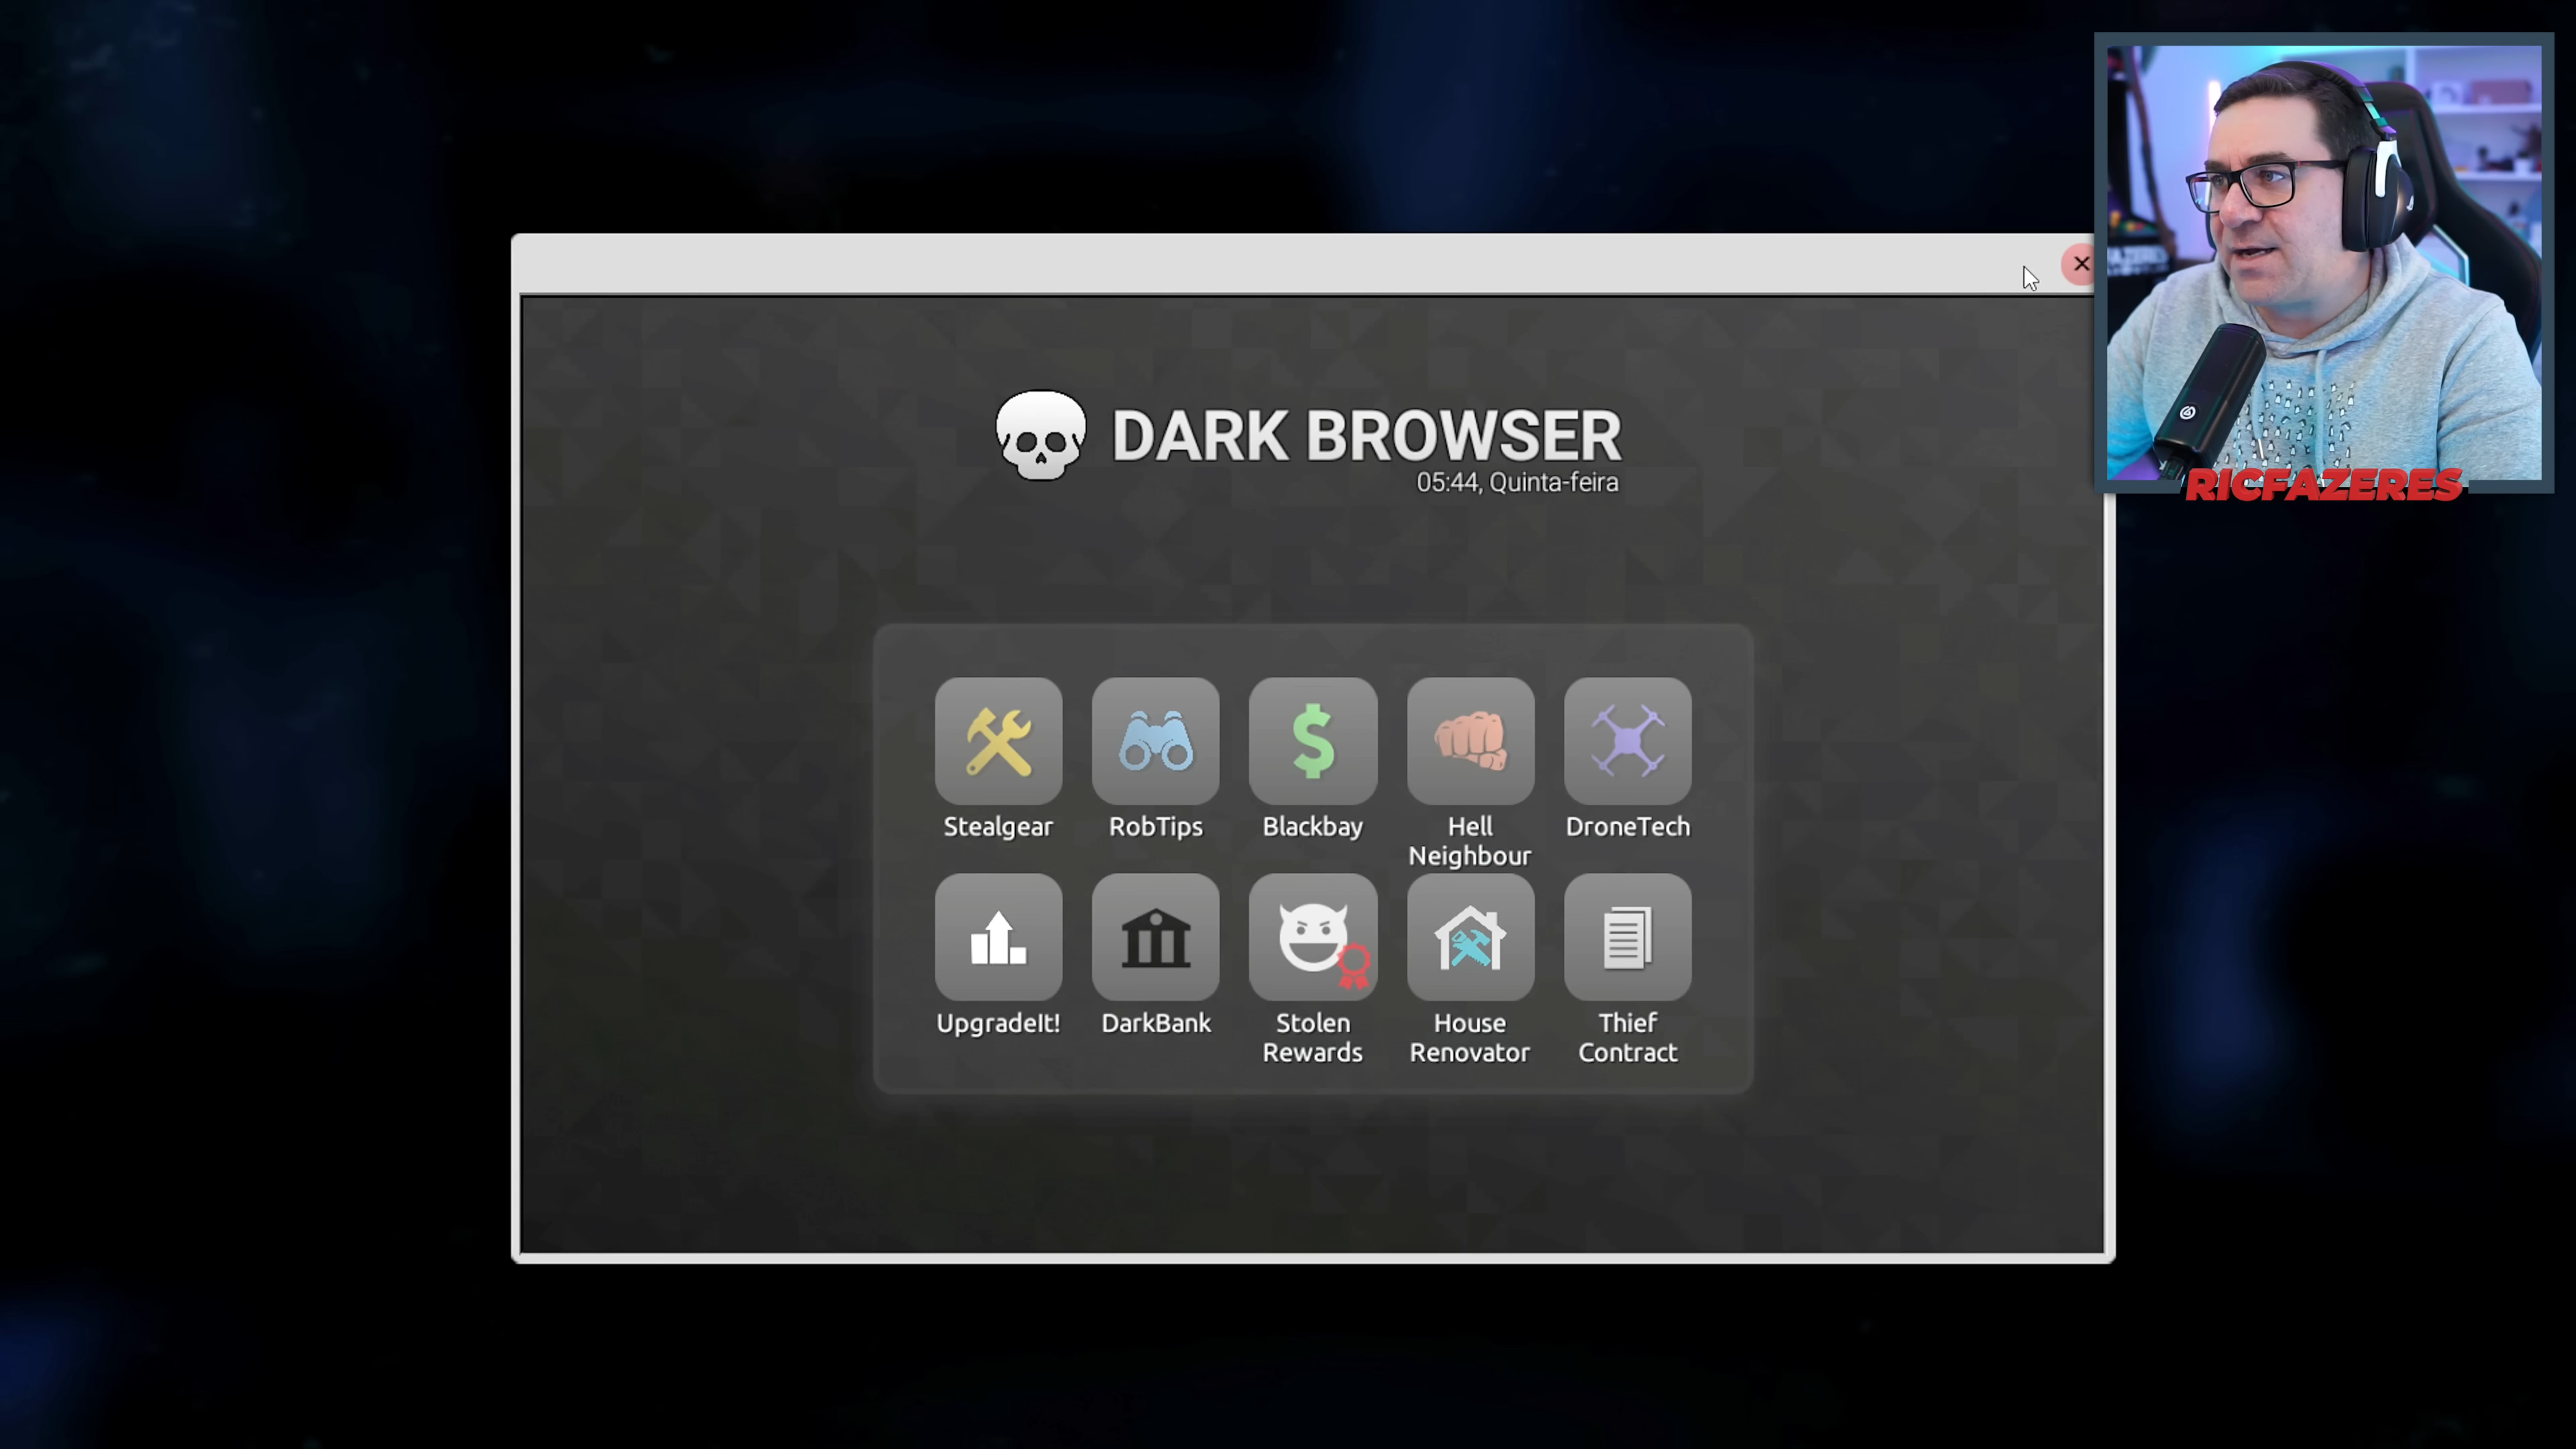 DARK BROWSER
05:44, Quinta-feira
Stealgear
RobTips
Blackbay
Hell
Neighbour
DroneTech
UpgradeIt!
DarkBank
Stolen
Rewards
House
Renovator
Thief
Contract
RICFAZERES